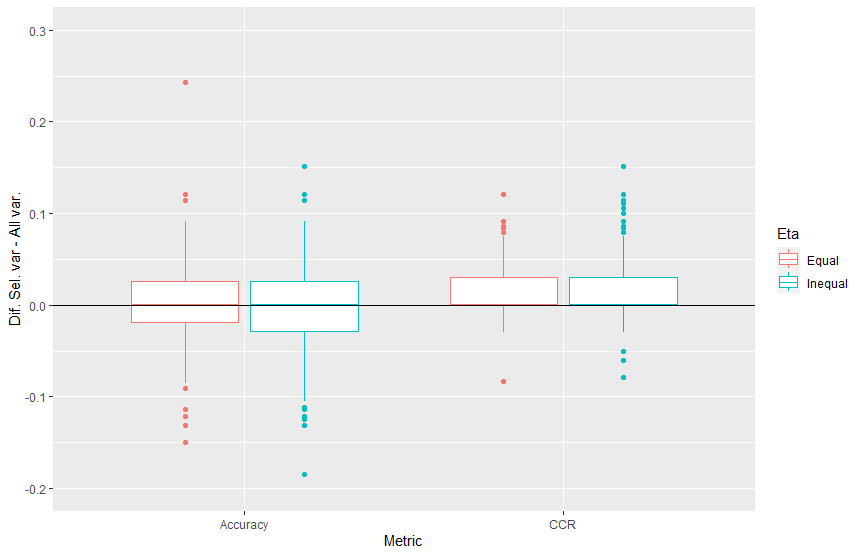 0.3
0.2
0.1
0.0
-0.1
-0.2
Dif. Sel. var - All var.
Accuracy
CCR
Metric
Eta
Equal
Inequal